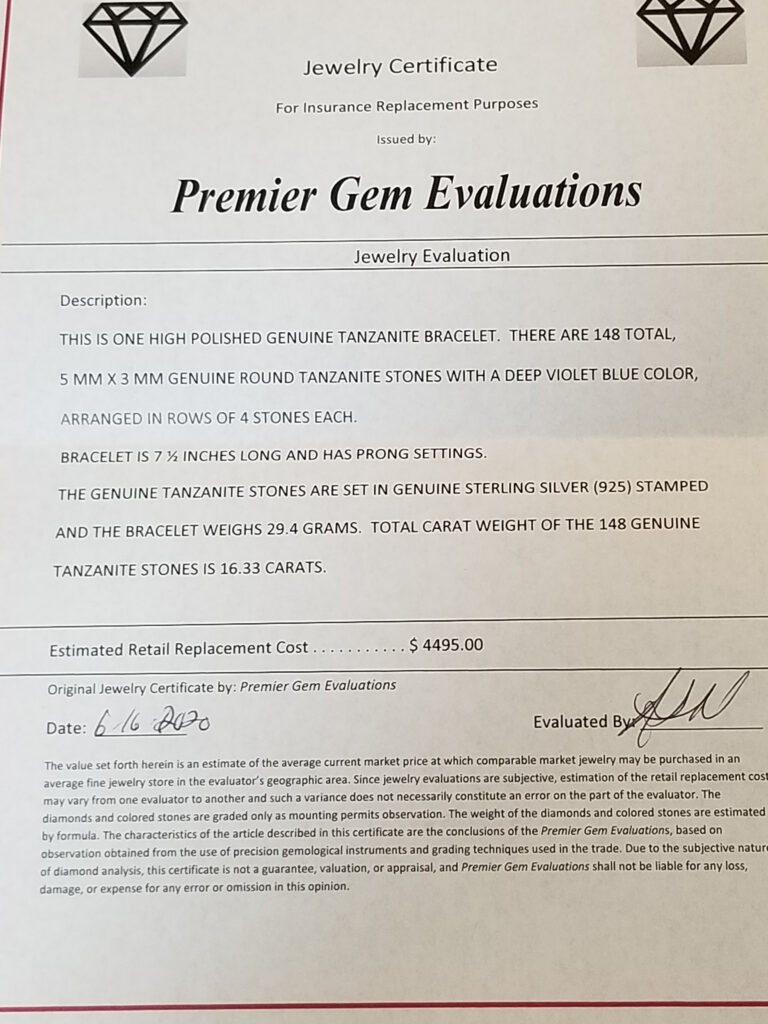 Jewelry Certificate
For Insurance Replacement Purposes
Issued by:
Premier Gem Evaluations
Jewelry Evaluation
Description:
THIS IS ONE HIGH POLISHED GENUINE TANZANITE BRACELET. THERE ARE 148 TOTAL,
5 MM X 3 MM GENUINE ROUND TANZANITE STONES WITH A DEEP VIOLET BLUE COLOR,
ARRANGED IN ROWS OF 4 STONES EACH.
BRACELET IS 7 ½ INCHES LONG AND HAS PRONG SETTINGS.
THE GENUINE TANZANITE STONES ARE SET IN GENUINE STERLING SILVER (925) STAMPED
AND THE BRACELET WEIGHS 29.4 GRAMS. TOTAL CARAT WEIGHT OF THE 148 GENUINE
TANZANITE STONES IS 16.33 CARATS.
Estimated Retail Replacement Cost . . . . . . . . . . . $ 4495.00
Original Jewelry Certificate by: Premier Gem Evaluations
Date: 6-16-2020 Evaluated By:
The value set forth herein is an estimate of the average current market price at which comparable market jewelry may be purchased in an
average fine jewelry store in the evaluator's geographic area. Since jewelry evaluations are subjective, estimation of the retail replacement cost
may vary from one evaluator to another and such a variance does not necessarily constitute an error on the part of the evaluator. The
diamonds and colored stones are graded only as mounting permits observation. The weight of the diamonds and colored stones are estimated
by formula. The characteristics of the article described in this certificate are the conclusions of the Premier Gem Evaluations, based on
observation obtained from the use of precision gemological instruments and grading techniques used in the trade. Due to the subjective nature
of diamond analysis, this certificate is not a guarantee, valuation, or appraisal, and Premier Gem Evaluations shall not be liable for any loss,
damage, or expense for any error or omission in this opinion.